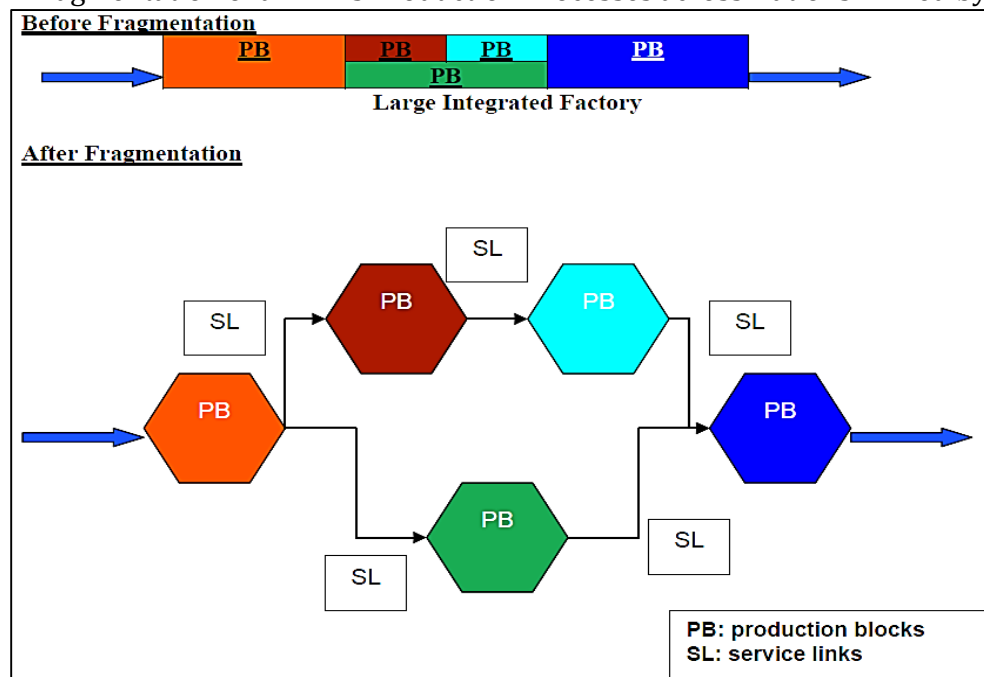 Before Fragmentation
PB
PB
PB
PB
PB
Large Integrated Factory
After Fragmentation
SL
PB
PB
SL
SL
PB
PB
PB
SL
SL
PB: production blocks
SL: service links